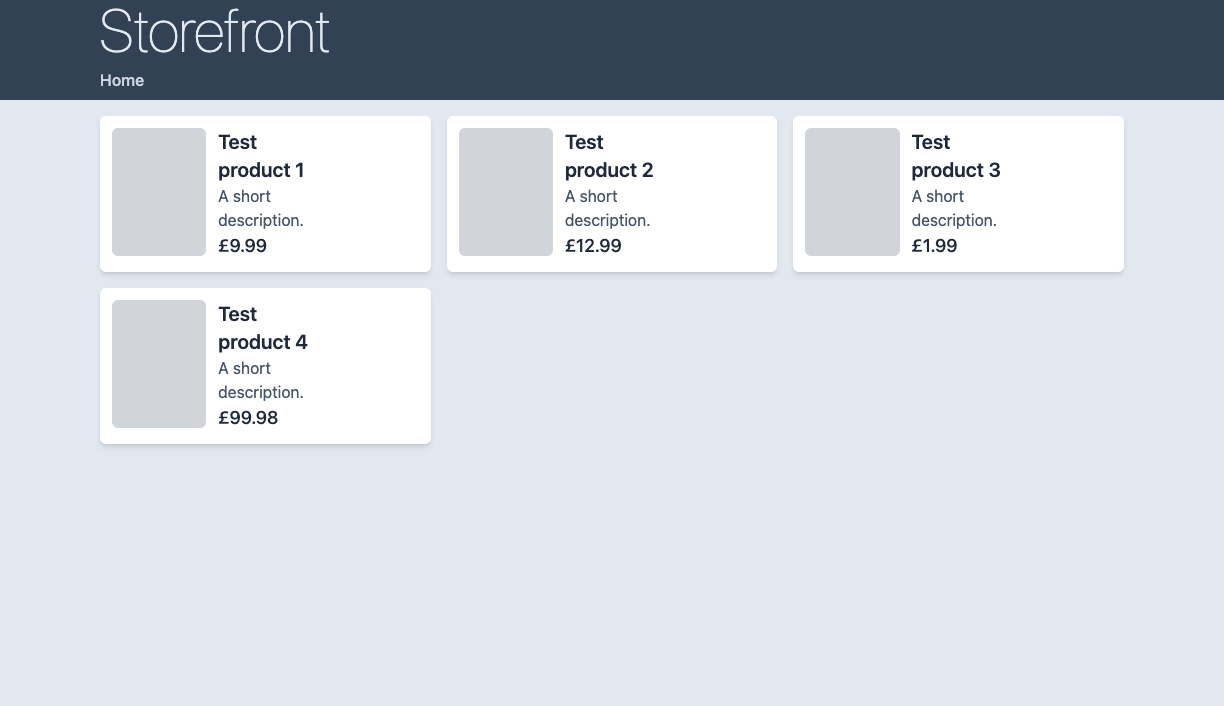 Storefront
Home
Test
product 1
A short
description.
£9.99
Test
product 2
A short
description.
£12.99
Test
product 3
A short
description.
£1.99
Test
product 4
A short
description.
£99.98